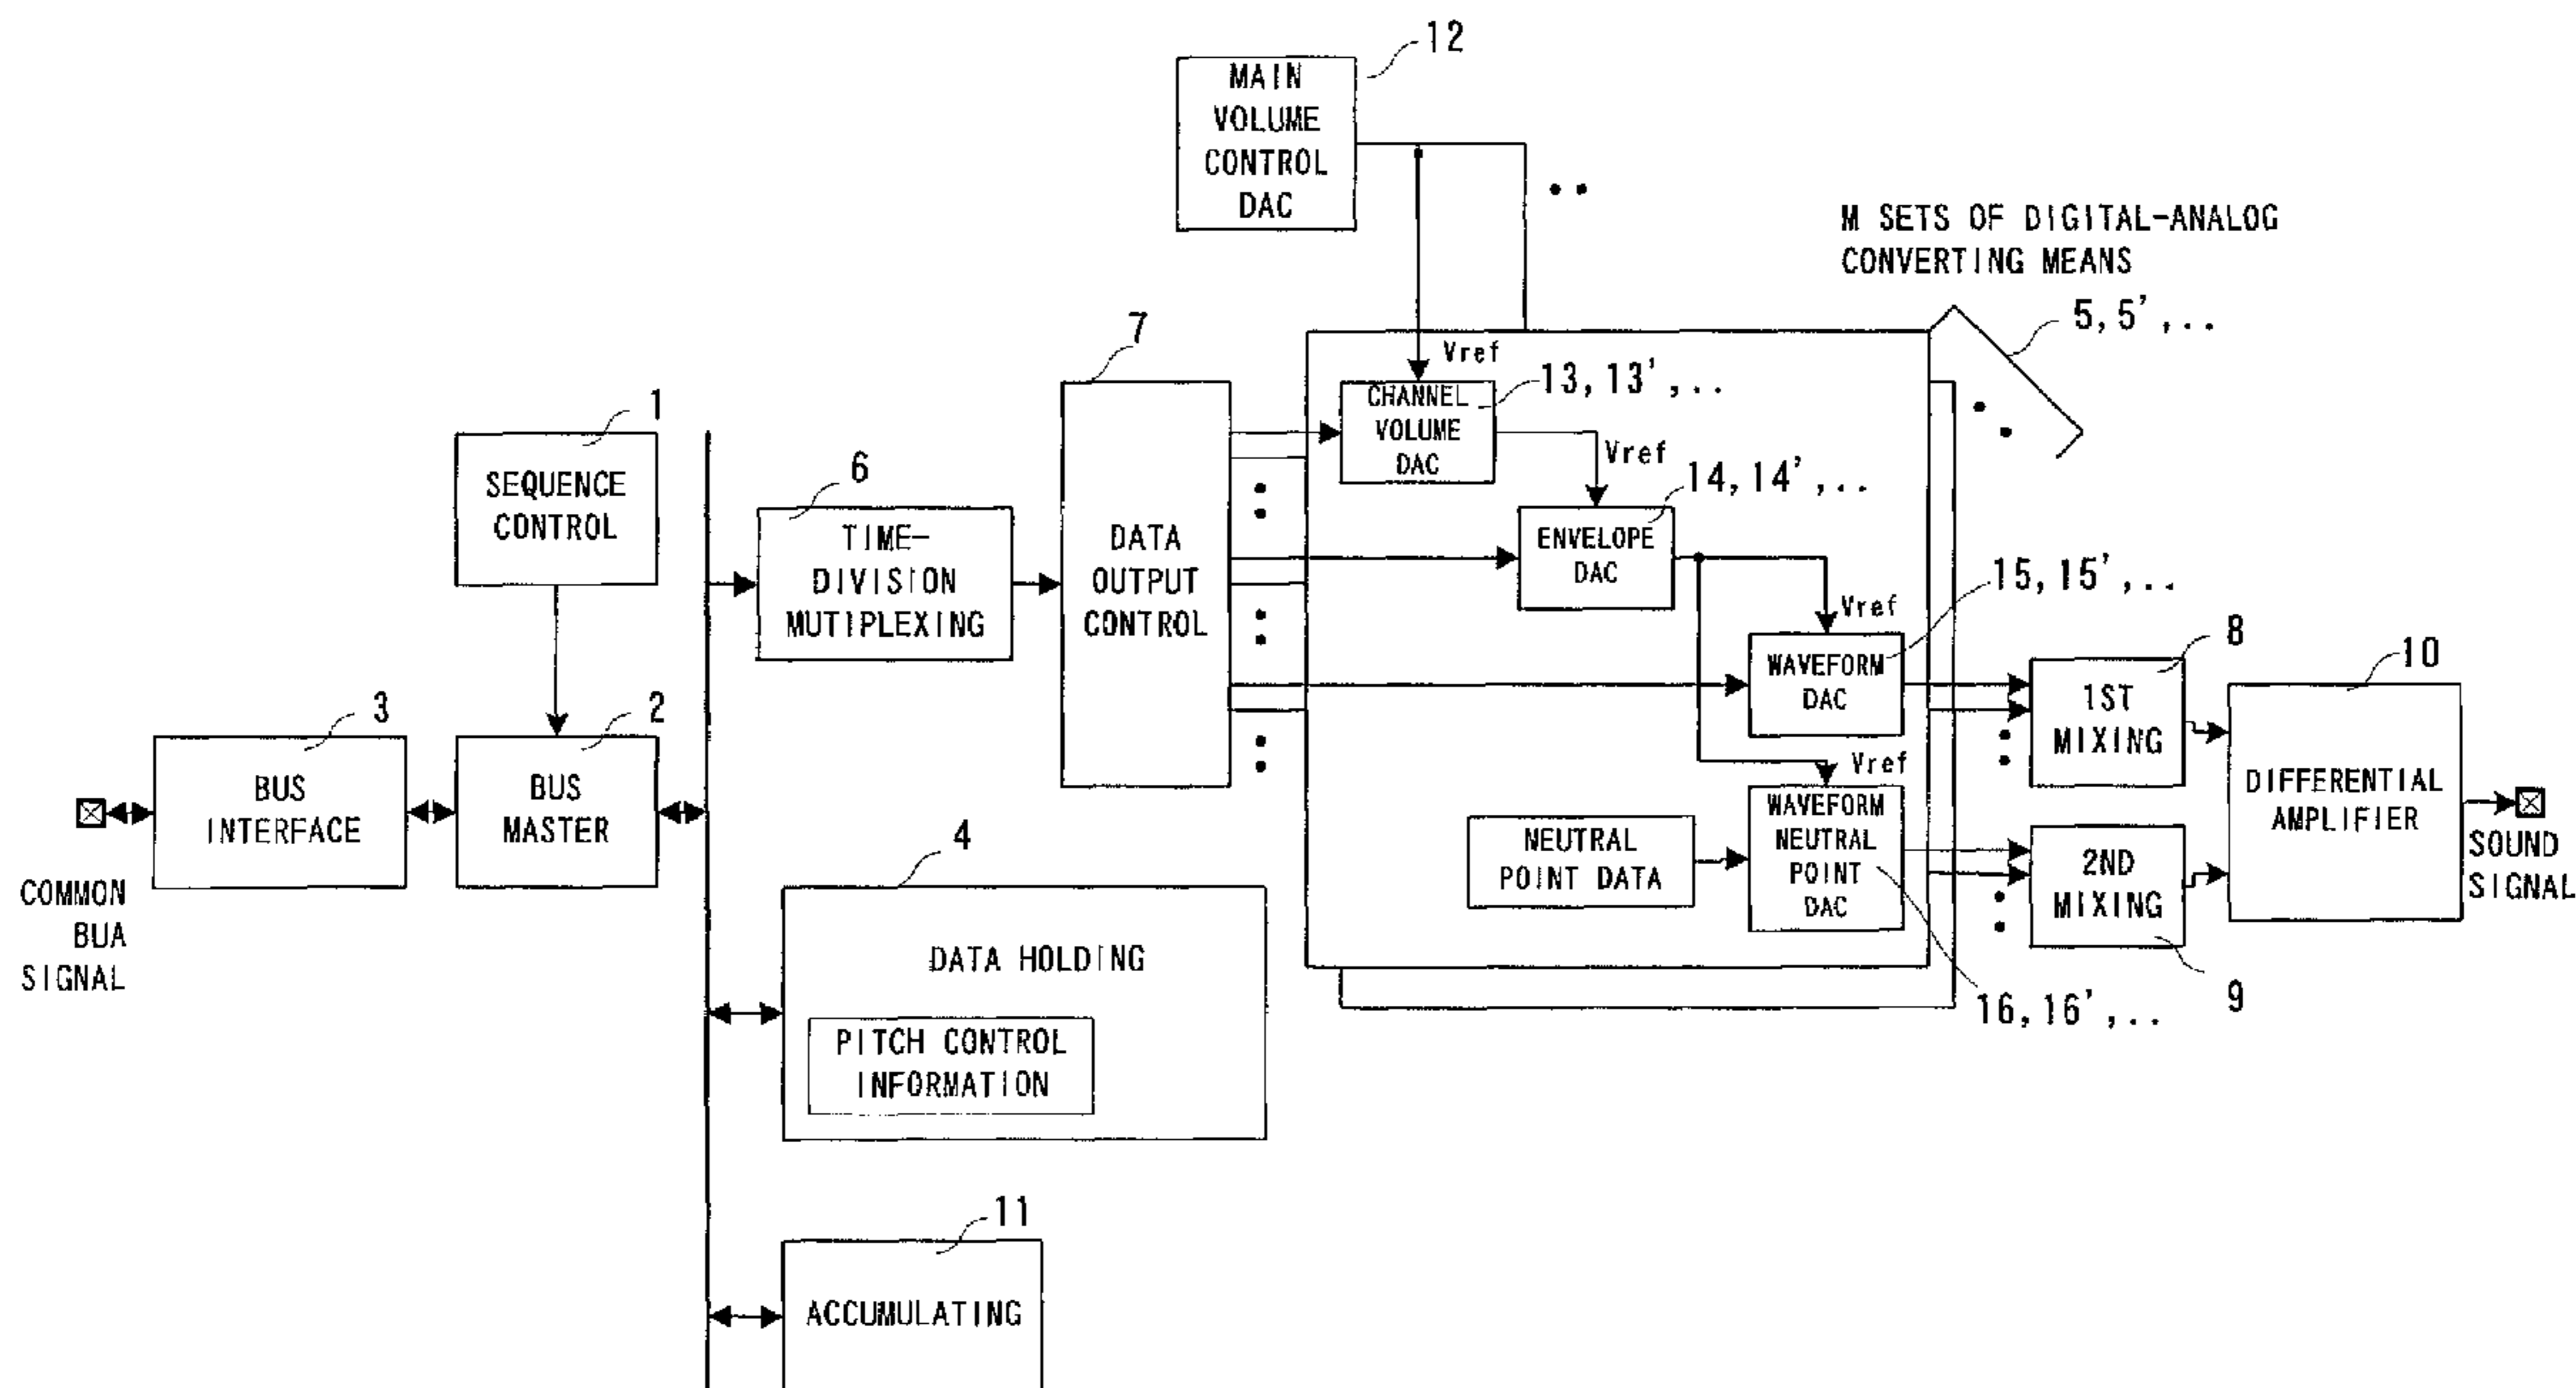 12
MAIN
VOLUME
CONTROL
DAC
M SETS OF DIGITAL-ANALOG
CONVERTING MEANS
5, 5', ..
7
Vref
13, 13', ..
CHANNEL
VOLUME
DAC
1
SEQUENCE
CONTROL
6
TIME-
DIVISION
MUTIPLEXING
DATA
OUTPUT
CONTROL
Vref
14, 14', ..
ENVELOPE
DAC
15, 15', ..
Vref
WAVEFORM
DAC
8
1ST
MIXING
10
DIFFERENTIAL
AMPLIFIER
3
BUS
INTERFACE
2
BUS
MASTER
Vref
WAVEFORM
NEUTRAL
POINT
DAC
NEUTRAL
POINT DATA
2ND
MIXING
SOUND
SIGNAL
COMMON
BUA
SIGNAL
4
DATA HOLDING
PITCH CONTROL
INFORMATION
16, 16', ..
9
11
ACCUMULATING